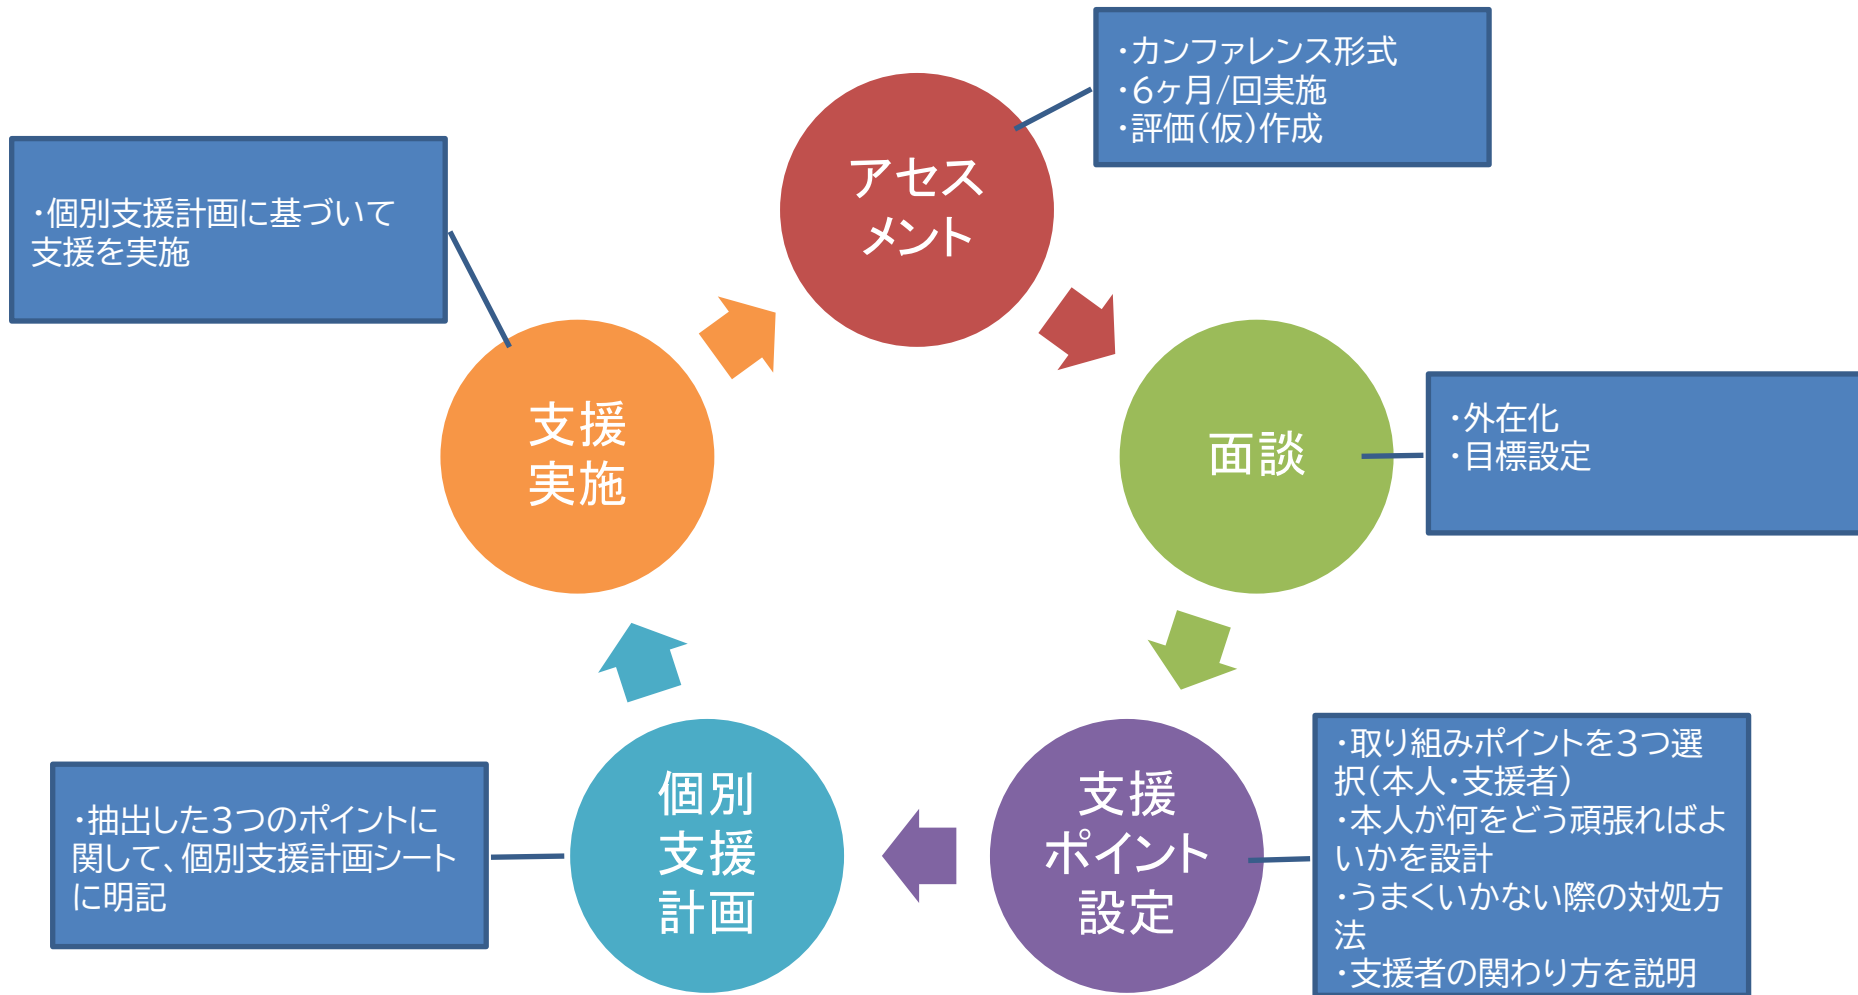 ・カンファレンス形式
・6ヶ月/回実施
・評価(仮)作成
アセス
メント
・個別支援計画に基づいて
支援を実施
支援
実施
面談
・外在化
・目標設定
・取り組みポイントを3つ選
択(本人・支援者)
・本人が何をどう頑張ればよ
いかを設計
・うまくいかない際の対処方
法
・支援者の関わり方を説明
支援
ポイント
設定
個別
支援
計画
・抽出した3つのポイントに
関して、個別支援計画シート
に明記